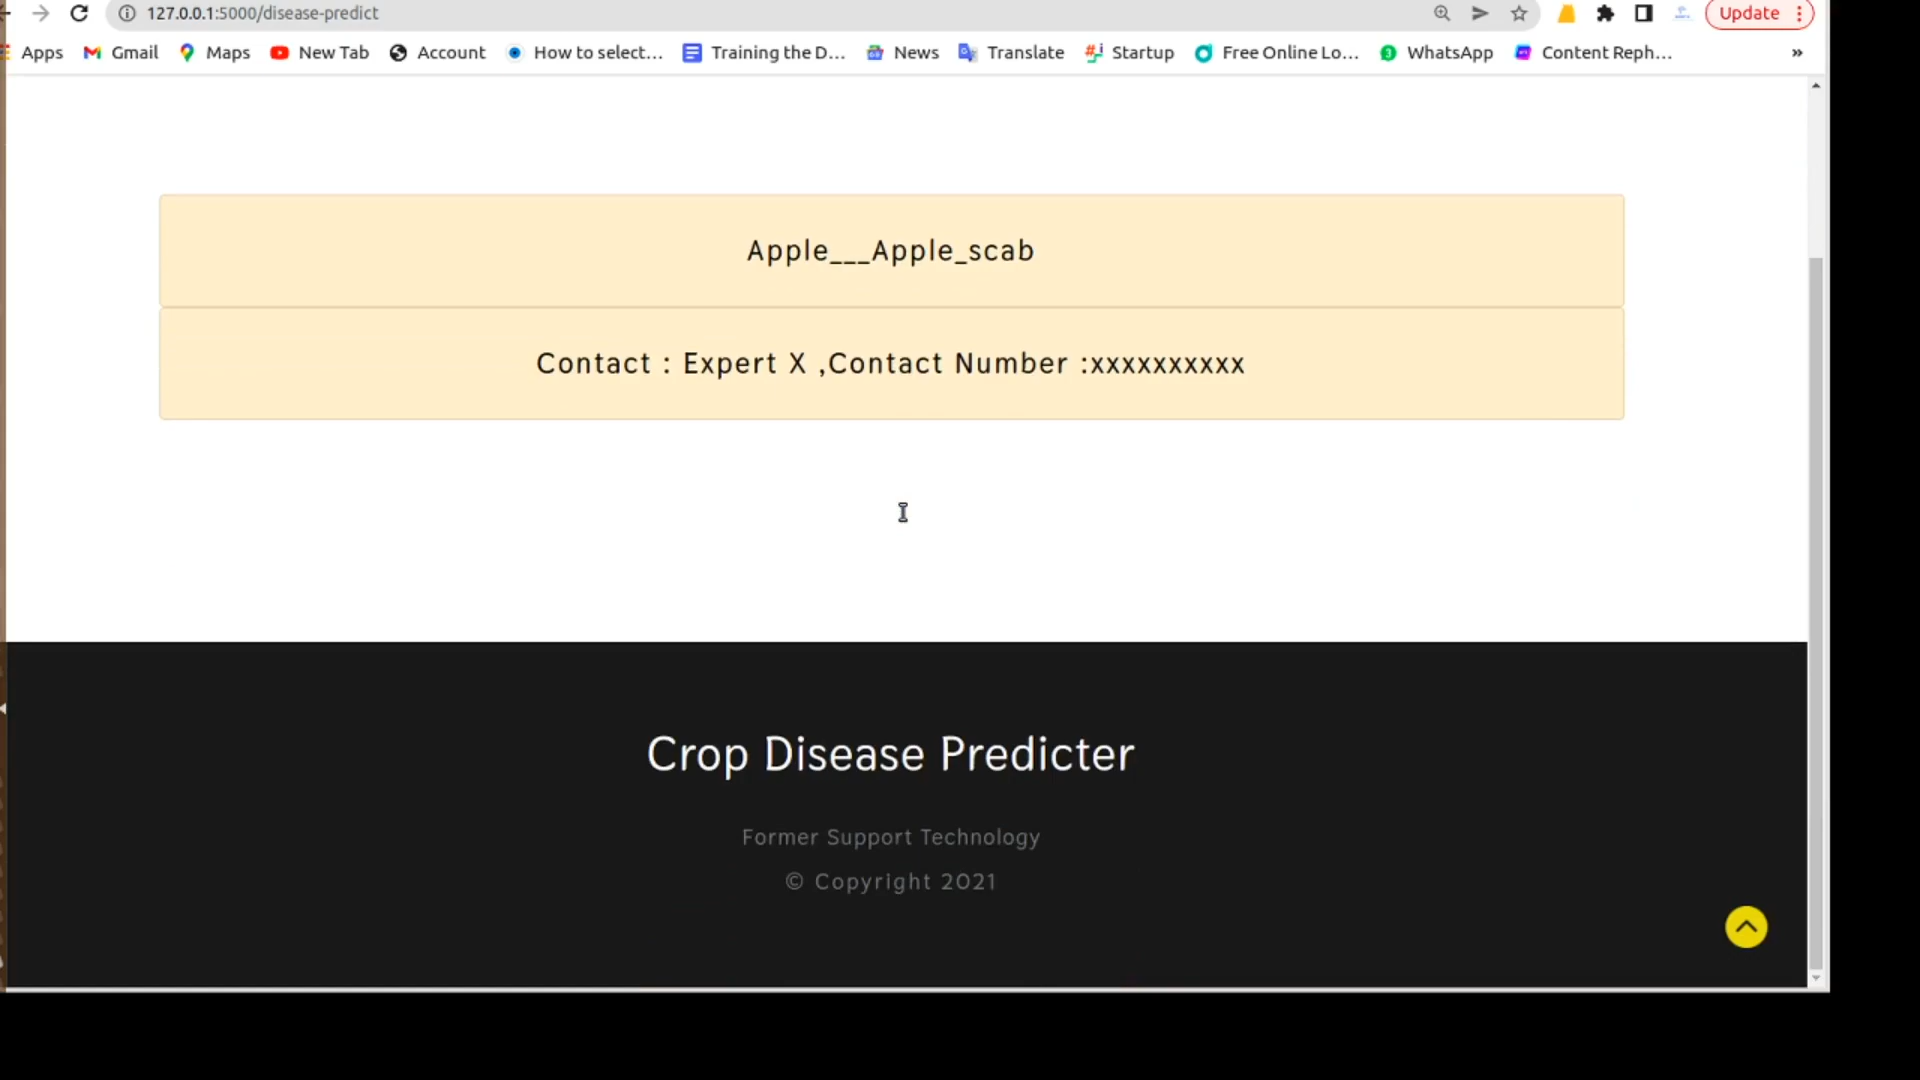 127.0.0.1:5000/disease-predict
Update
Apps Gmail Maps New Tab Account How to select... Training the D... News Translate Startup Free Online Lo... 3 WhatsApp Content Reph... »
Apple___Apple_scab
Contact : Expert X ,Contact Number :xxxxxxxxxx
Crop Disease Predicter
Former Support Technology
© Copyright 2021